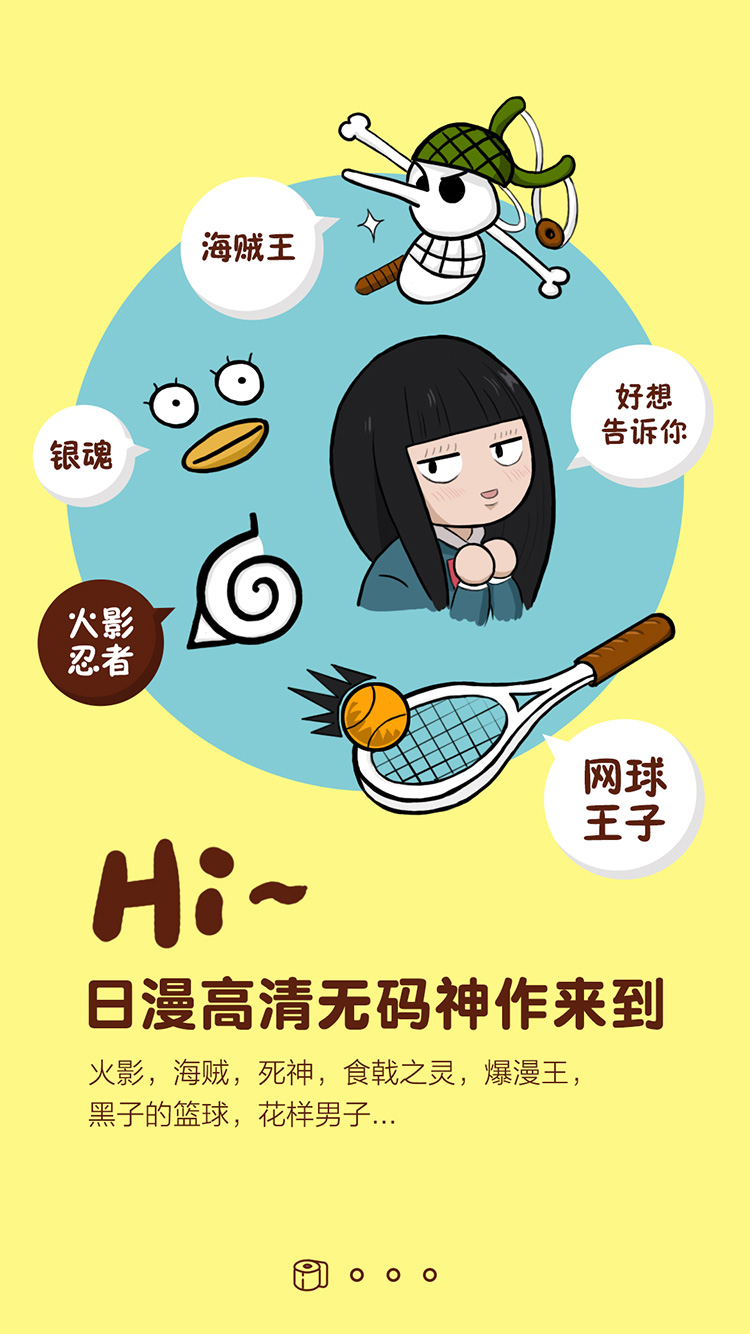 海贼王
好想
告诉你
银魂
火影
忍者
网球
王子
Hi~
日漫高清无码神作来到
火影，海贼，死神，食戟之灵，爆漫王，
黑子的篮球，花样男子...